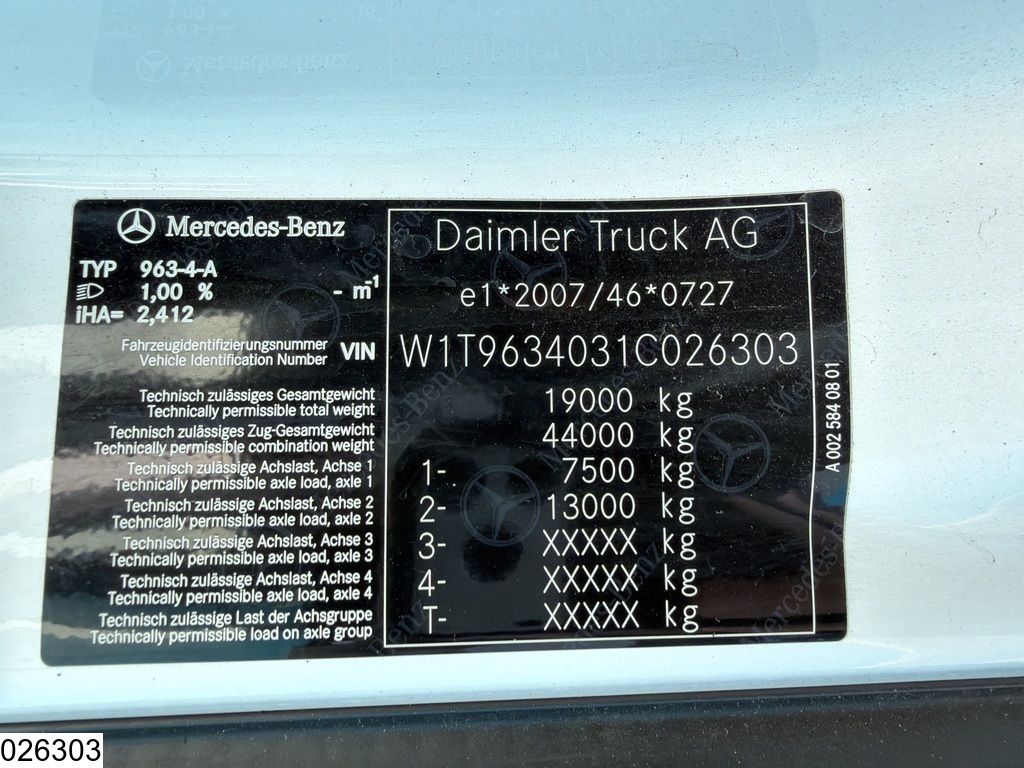 Mercedes-Benz
Daimler Truck AG
TYP 963-4-A
1,00 % - m-1
e1*2007/46*0727
iHA= 2,412
Fahrzeugidentifizierungsnummer
Vehicle Identification Number VIN W1T9634031C026303
Technisch zulässiges Gesamtgewicht
Technically permissible total weight 19000 kg
Technisch zulässiges Zug-Gesamtgewicht
Technically permissible combination weight 44000 kg
Technisch zulässige Achslast, Achse 1
Technically permissible axle load, axle 1 1- 7500 kg
Technisch zulässige Achslast, Achse 2
Technically permissible axle load, axle 2 2- 13000 kg
Technisch zulässige Achslast, Achse 3
Technically permissible axle load, axle 3 3- XXXXX kg
Technisch zulässige Achslast, Achse 4
Technically permissible axle load, axle 4 4- XXXXX kg
Technisch zulässige Last der Achsgruppe
Technically permissible load on axle group T- XXXXX kg
A 002 584 08 01
026303